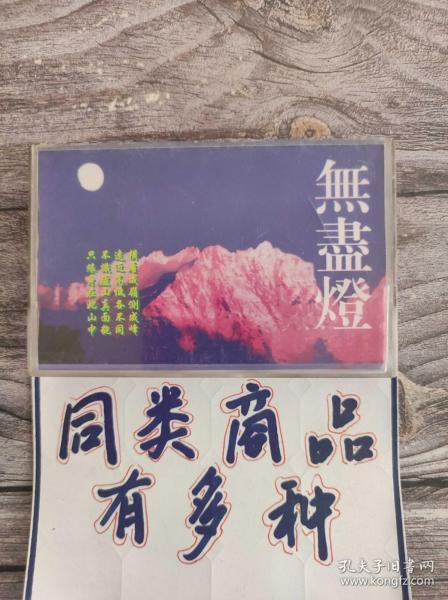 無盡燈
橫看成嶺側成峰
遠近高低各不同
不識廬山真面貌
只緣身在此山中
同类商品
有多种
孔夫子旧书网
www.kongfz.com